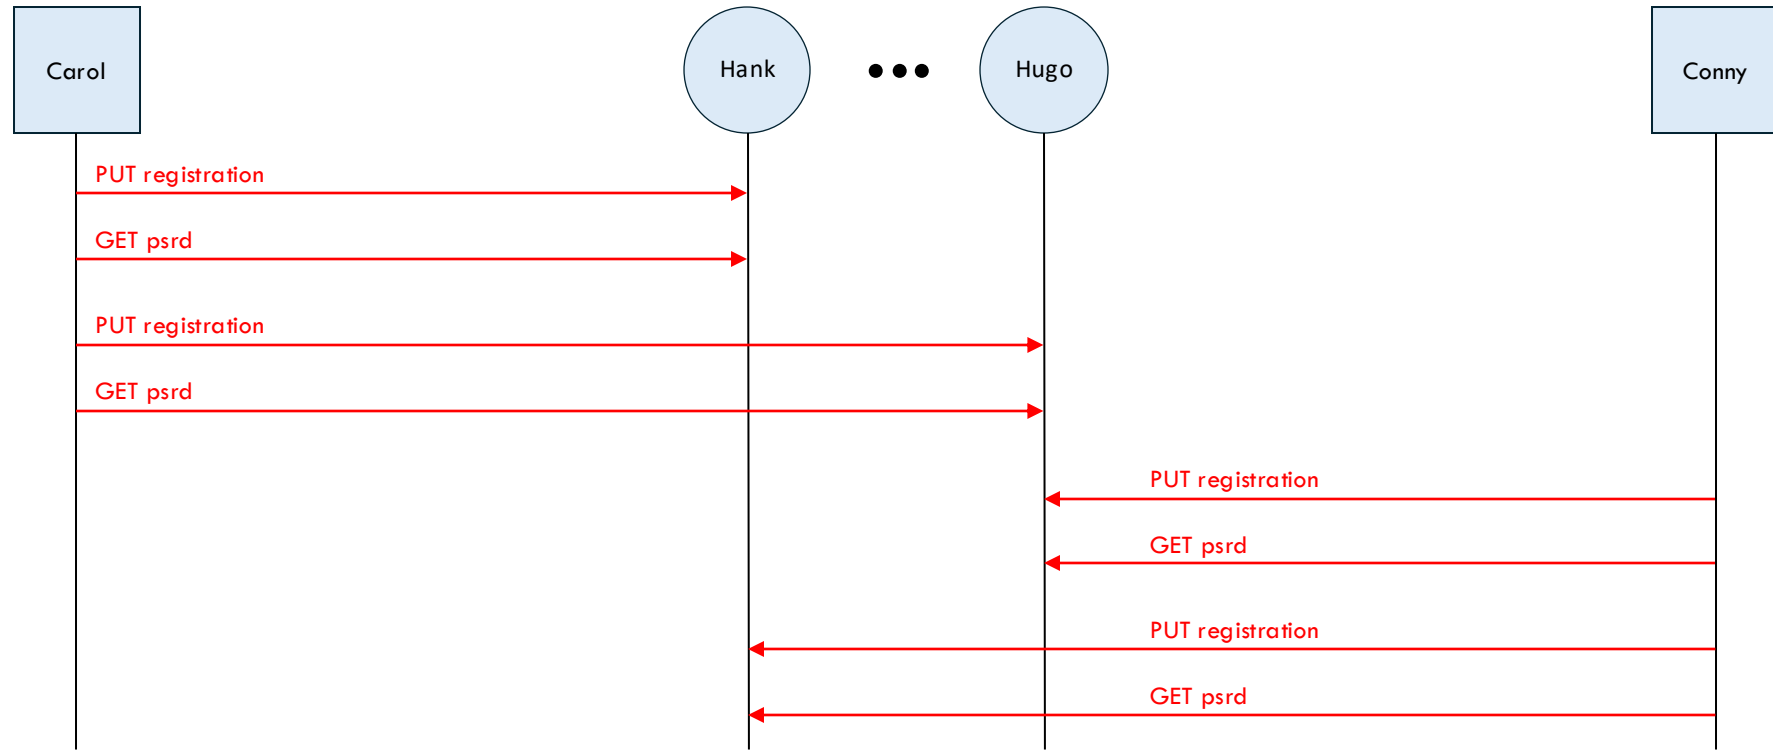 Carol
Hank
Hugo
Conny
PUT registration
GET psrd
PUT registration
GET psrd
PUT registration
GET psrd
PUT registration
GET psrd